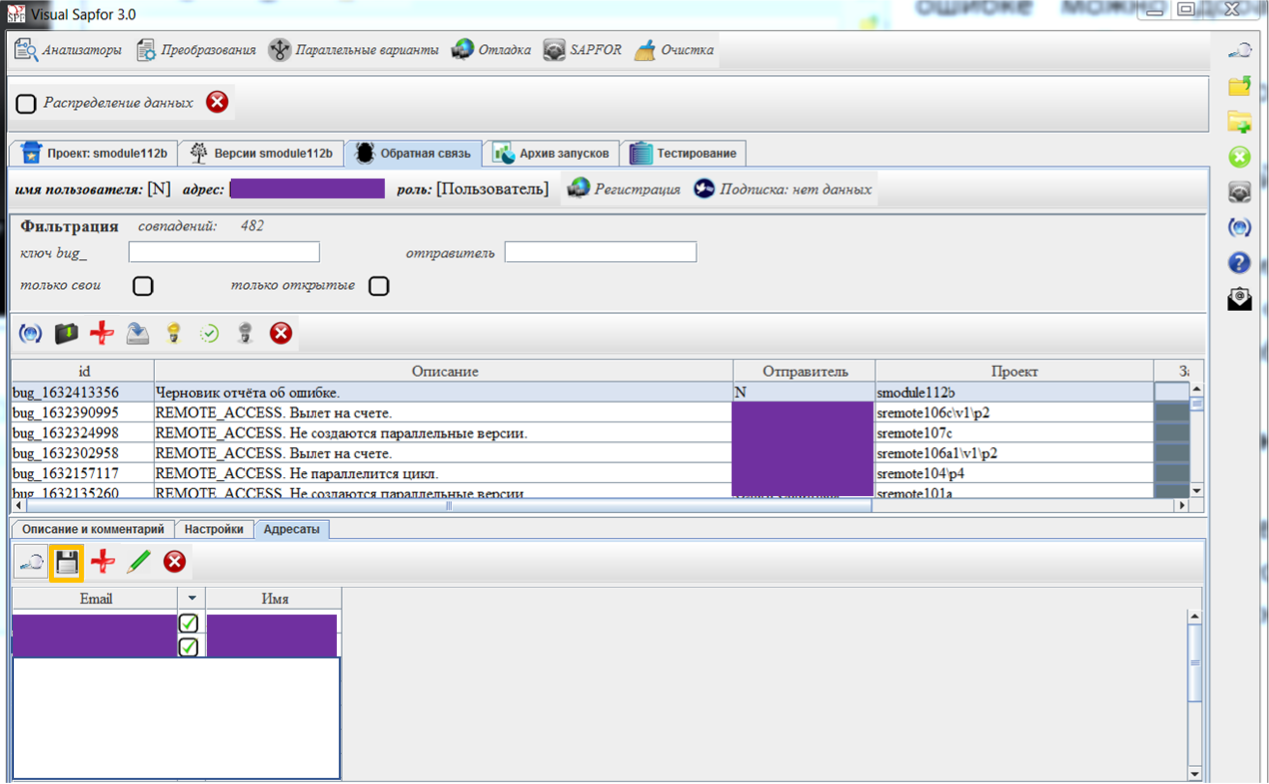 ошибке можно
SPF Visual Sapfor 3.0
Анализаторы Преобразования Параллельные варианты Отладка SAPFOR Очистка
Распределение данных
Проект: smodule112b Версии smodule112b Обратная связь Архив запусков Тестирование
имя пользователя: [N] адрес: [ роль: [Пользователь] Регистрация Подписка: нет данных
Фильтрация совпадений: 482
ключ bug_ отправитель
только свои только открытые
id Описание Отправитель Проект
bug_1632413356 Черновик отчёта об ошибке. N smodule112b
bug_1632390995 REMOTE_ACCESS. Вылет на счете. sremote106c\v1\p2
bug_1632324998 REMOTE_ACCESS. Не создаются параллельные версии. sremote107c
bug_1632302958 REMOTE_ACCESS. Вылет на счете. sremote106a1\v1\p2
bug_1632157117 REMOTE_ACCESS. Не параллелится цикл. sremote104\p4
bug_1632135260 REMOTE_ACCESS. Не создаются параллельные версии sremote101a
Описание и комментарий Настройки Адресаты
Email Имя